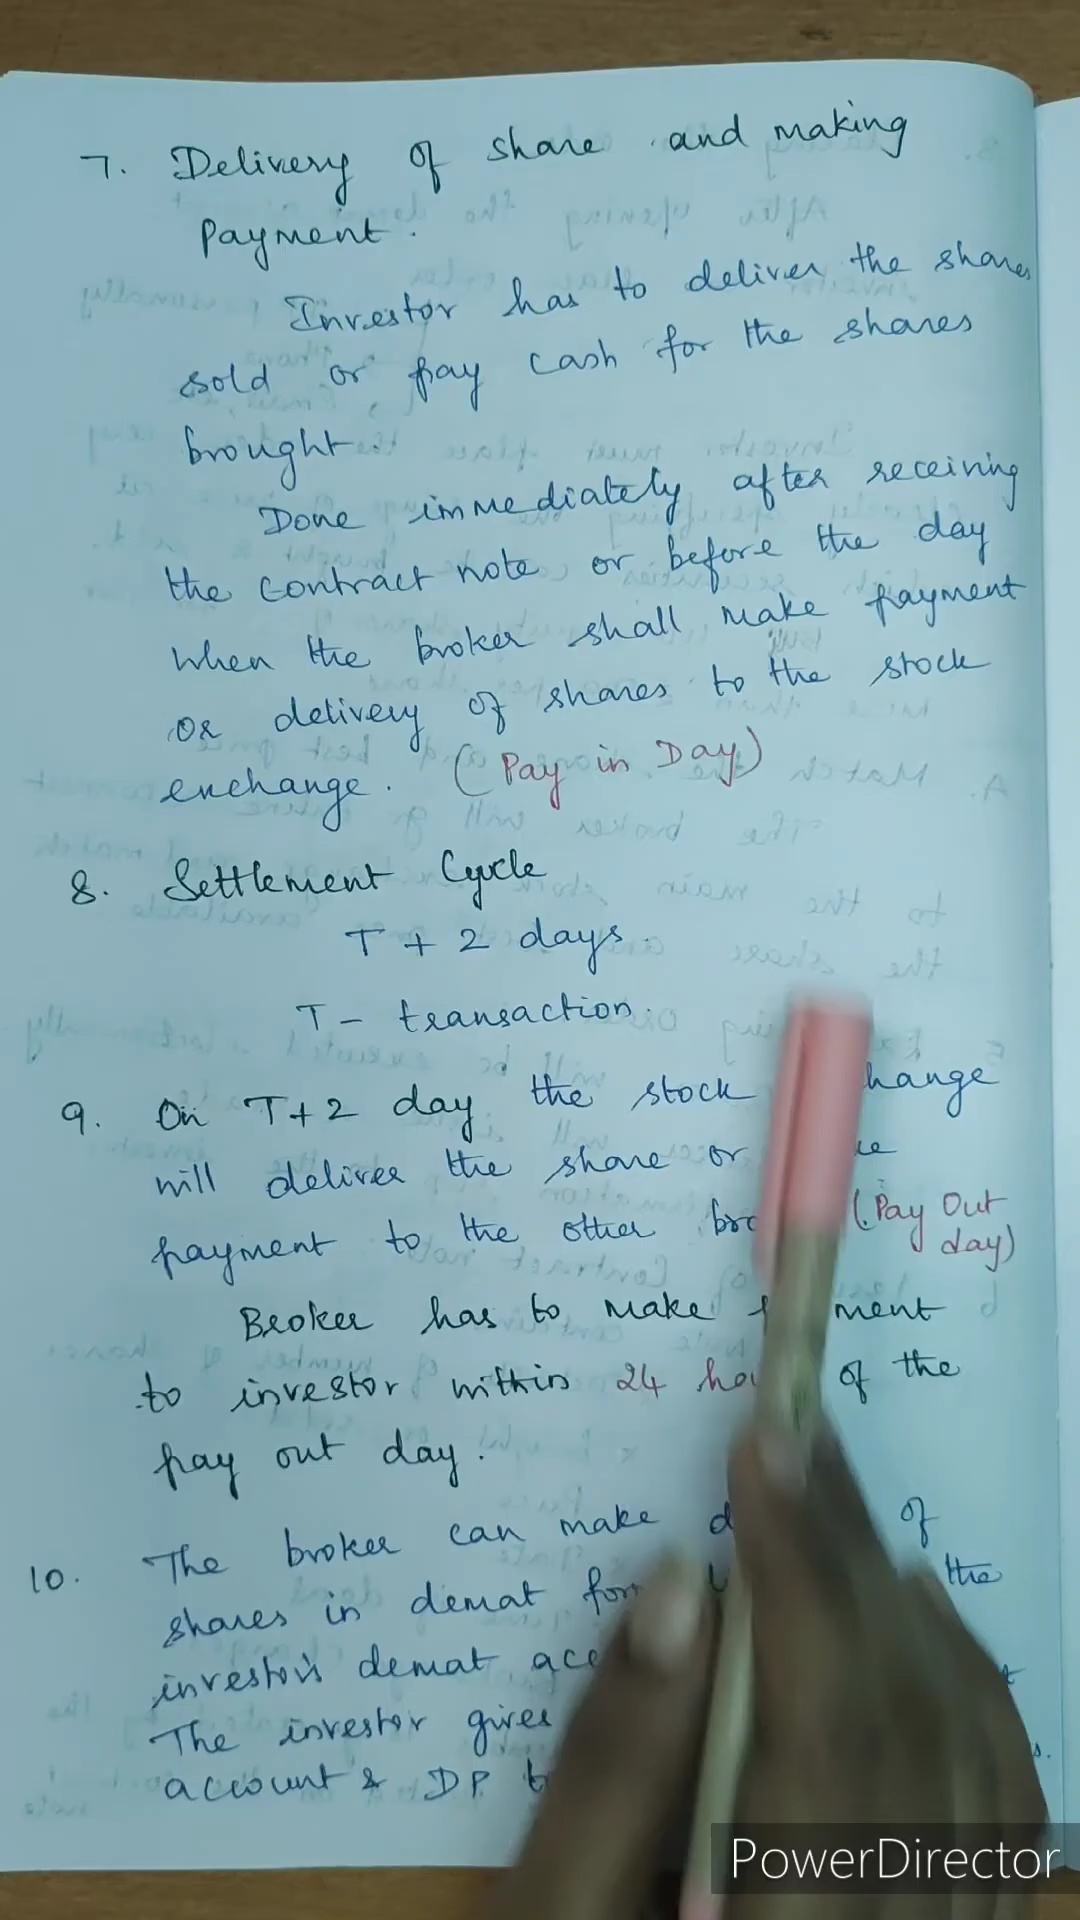 7. Delivery of share and making
Payment.
Investor has to deliver the shares
sold or pay cash for the shares
brought.
Done immediately after receiving
the contract note or before the day
when the broker shall make payment
or delivery of shares to the stock
exchange. (Pay in Day)
8. Settlement Cycle
T + 2 days.
T - transaction.
9. On T+2 day the stock hange
will deliver the share or
payment to the other (Pay Out
day)
Broker has to make ment
to investor within 24 of the
pay out day.
10. The broker can make of
shares in demat the
investor's demat
The investor gives
account & DP
PowerDirector